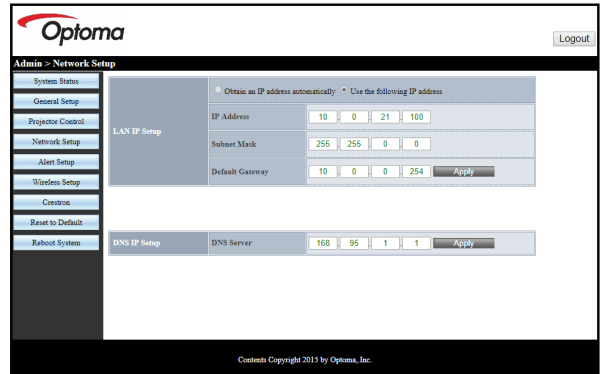 Optoma
Logout
Admin > Network Setup
System Status
General Setup
Projector Control
Network Setup
Alert Setup
Wireless Setup
Crestron
Reset to Default
Reboot System
LAN IP Setup
Obtain an IP address automatically Use the following IP address
IP Address 10 . 0 . 21 . 100
Subnet Mask 255 . 255 . 0 . 0
Default Gateway 10 . 0 . 0 . 254 Apply
DNS IP Setup DNS Server 168 . 95 . 1 . 1 Apply
Contents Copyright 2015 by Optoma, Inc.